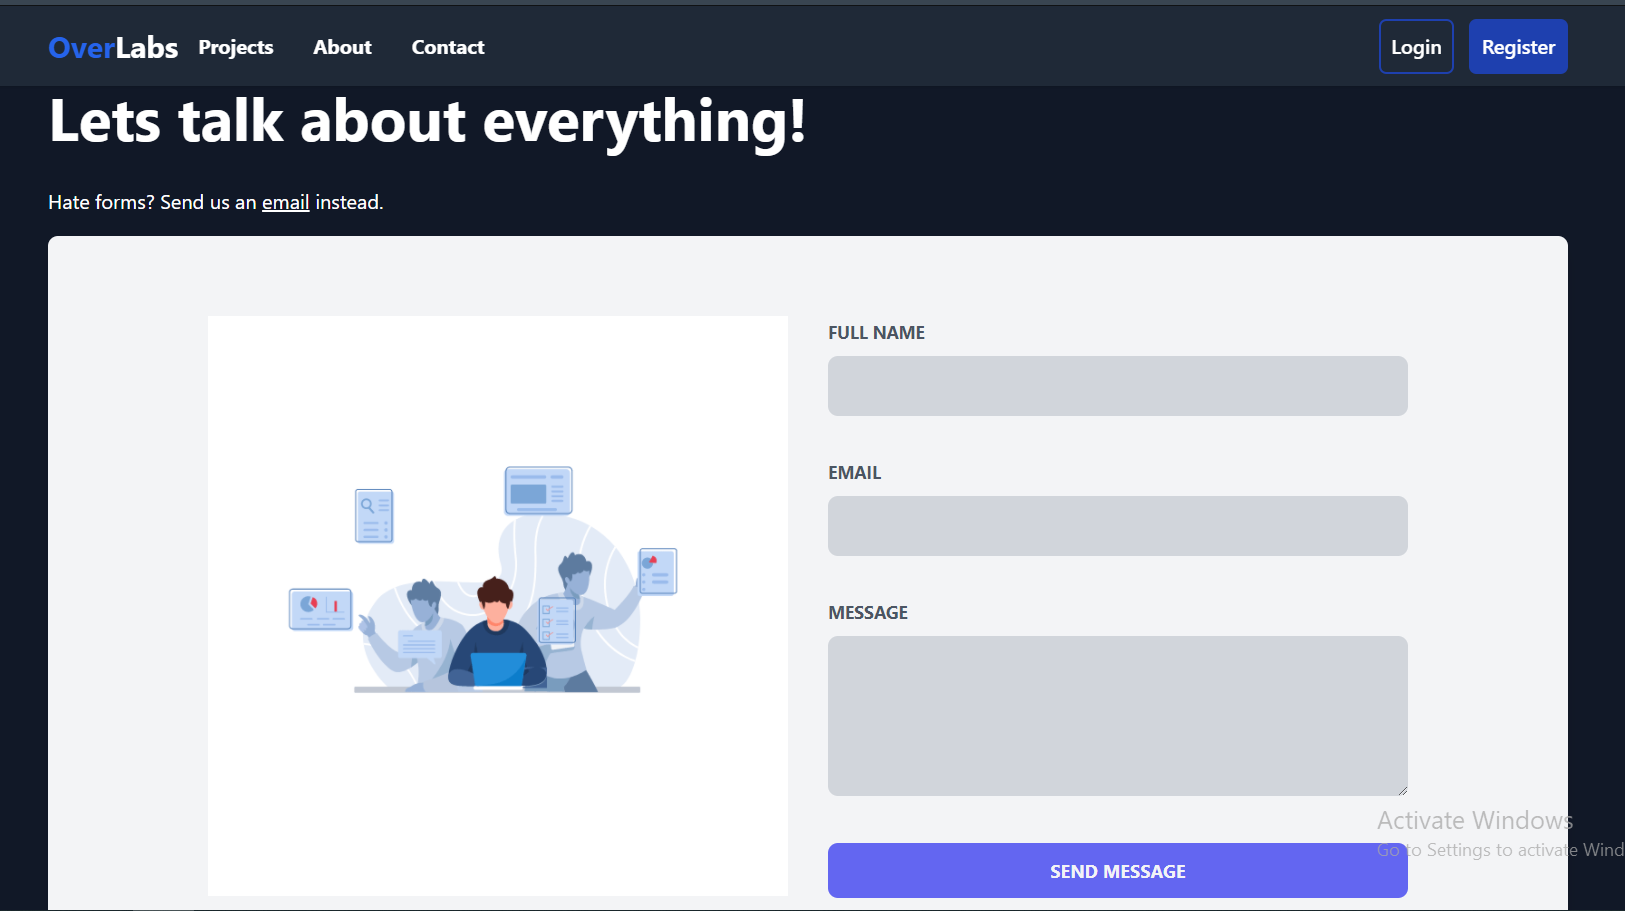 OverLabs Projects About Contact Login Register
Lets talk about everything!
Hate forms? Send us an email instead.
FULL NAME
EMAIL
MESSAGE
Activate Windows
Go to Settings to activate Wind
SEND MESSAGE